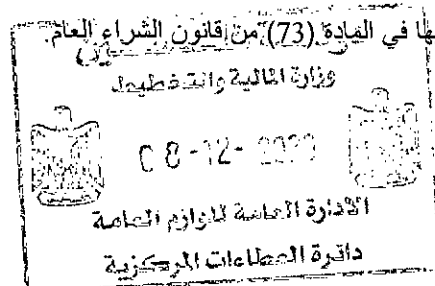 ها في المادة (73) من قانون الشراء العام.
وزارة المالية والتخطيط
08-12-
الادارة العامة للوازم العامة
دائرة العطاءات المركزية